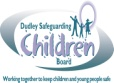 Dudley Safeguarding
Children
Board
Working together to keep children and young people safe